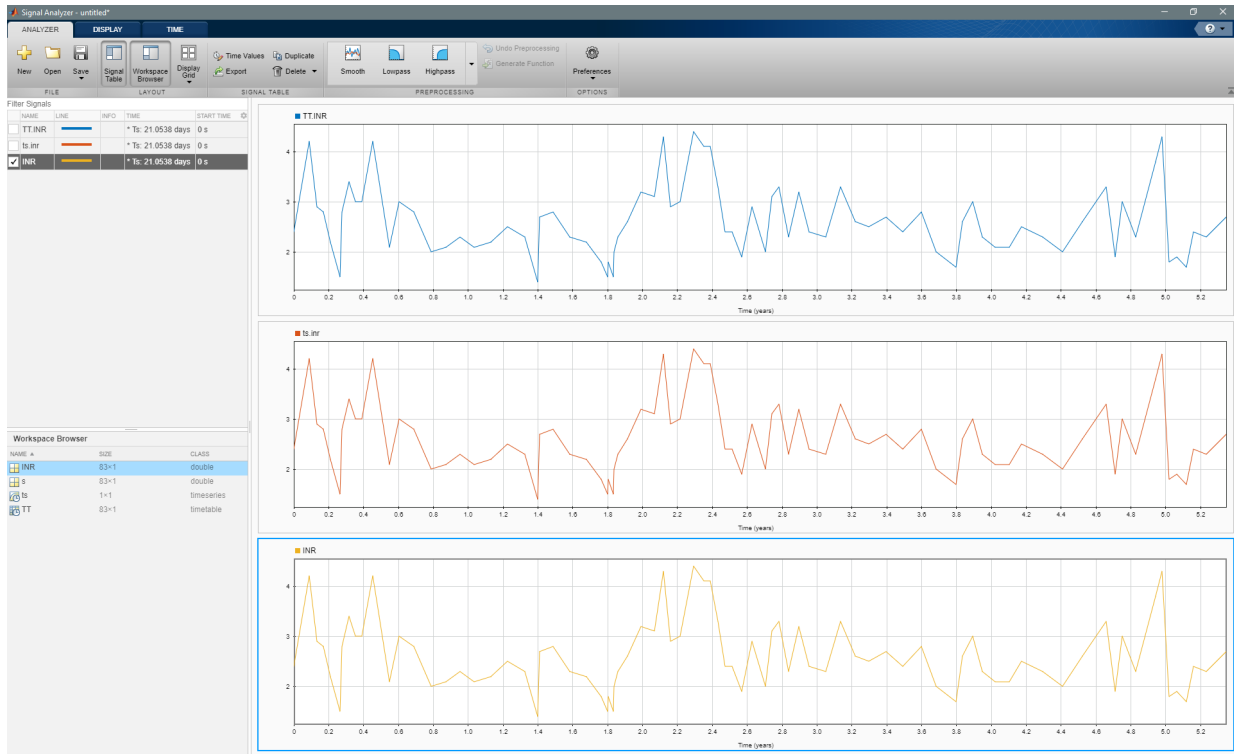 Signal Analyzer - untitled*
ANALYZER DISPLAY TIME
?
New Open Save Signal Table Workspace Browser Display Grid Time Values Duplicate Export Delete Smooth Lowpass Highpass Undo Preprocessing Generate Function Preferences
FILE LAYOUT SIGNAL TABLE PREPROCESSING OPTIONS
Filter Signals
NAME LINE INFO TIME START TIME
TT.INR * Ts: 21.0538 days 0 s
ts.inr * Ts: 21.0538 days 0 s
INR * Ts: 21.0538 days 0 s
Workspace Browser
NAME SIZE CLASS
INR 83×1 double
s 83×1 double
ts 1×1 timeseries
TT 83×1 timetable
TT.INR
4
3
2
0 0.2 0.4 0.6 0.8 1.0 1.2 1.4 1.6 1.8 2.0 2.2 2.4 2.6 2.8 3.0 3.2 3.4 3.6 3.8 4.0 4.2 4.4 4.6 4.8 5.0 5.2
Time (years)
ts.inr
4
3
2
0 0.2 0.4 0.6 0.8 1.0 1.2 1.4 1.6 1.8 2.0 2.2 2.4 2.6 2.8 3.0 3.2 3.4 3.6 3.8 4.0 4.2 4.4 4.6 4.8 5.0 5.2
Time (years)
INR
4
3
2
0 0.2 0.4 0.6 0.8 1.0 1.2 1.4 1.6 1.8 2.0 2.2 2.4 2.6 2.8 3.0 3.2 3.4 3.6 3.8 4.0 4.2 4.4 4.6 4.8 5.0 5.2
Time (years)